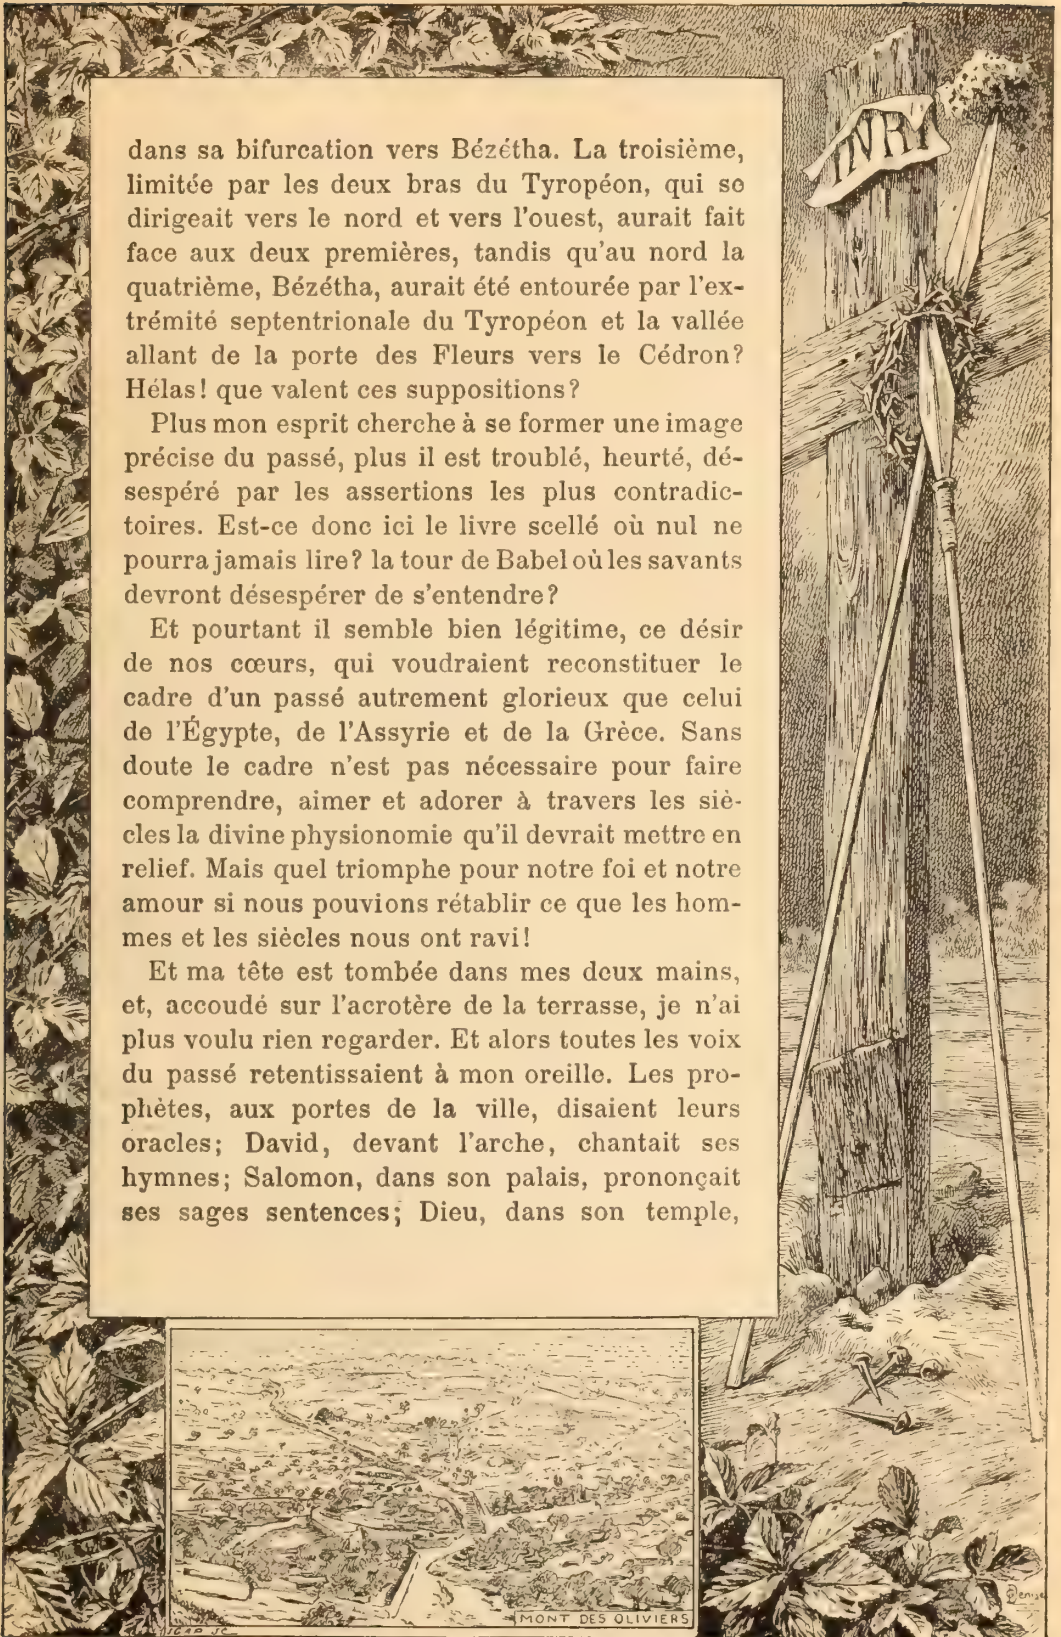 INRI
dans sa bifurcation vers Bézétha. La troisième,
limitée par les deux bras du Tyropéon, qui se
dirigeait vers le nord et vers l'ouest, aurait fait
face aux deux premières, tandis qu'au nord la
quatrième, Bézétha, aurait été entourée par l'ex-
trémité septentrionale du Tyropéon et la vallée
allant de la porte des Fleurs vers le Cédron?
Hélas! que valent ces suppositions?
Plus mon esprit cherche à se former une image
précise du passé, plus il est troublé, heurté, dé-
sespéré par les assertions les plus contradic-
toires. Est-ce donc ici le livre scellé où nul ne
pourra jamais lire? la tour de Babel où les savants
devront désespérer de s'entendre?
Et pourtant il semble bien légitime, ce désir
de nos cœurs, qui voudraient reconstituer le
cadre d'un passé autrement glorieux que celui
de l'Égypte, de l'Assyrie et de la Grèce. Sans
doute le cadre n'est pas nécessaire pour faire
comprendre, aimer et adorer à travers les siè-
cles la divine physionomie qu'il devrait mettre en
relief. Mais quel triomphe pour notre foi et notre
amour si nous pouvions rétablir ce que les hom-
mes et les siècles nous ont ravi!
Et ma tête est tombée dans mes deux mains,
et, accoudé sur l'acrotère de la terrasse, je n'ai
plus voulu rien regarder. Et alors toutes les voix
du passé retentissaient à mon oreille. Les pro-
phètes, aux portes de la ville, disaient leurs
oracles; David, devant l'arche, chantait ses
hymnes; Salomon, dans son palais, prononçait
ses sages sentences; Dieu, dans son temple,
MONT DES OLIVIERS